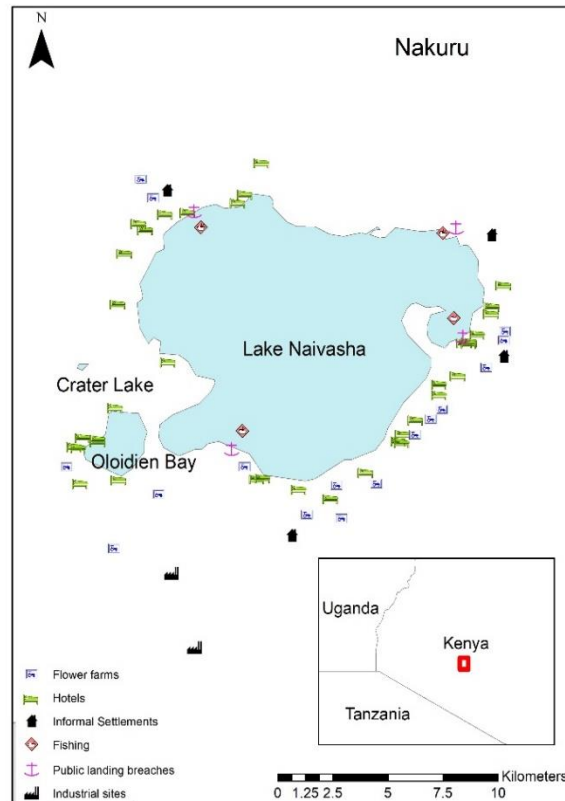 N
Nakuru
Lake Naivasha
Crater Lake
Oloidien Bay
Uganda
Kenya
Tanzania
Flower farms
Hotels
Informal Settlements
Fishing
Public landing breaches
Industrial sites
Kilometers
0 1.25 2.5 5 7.5 10